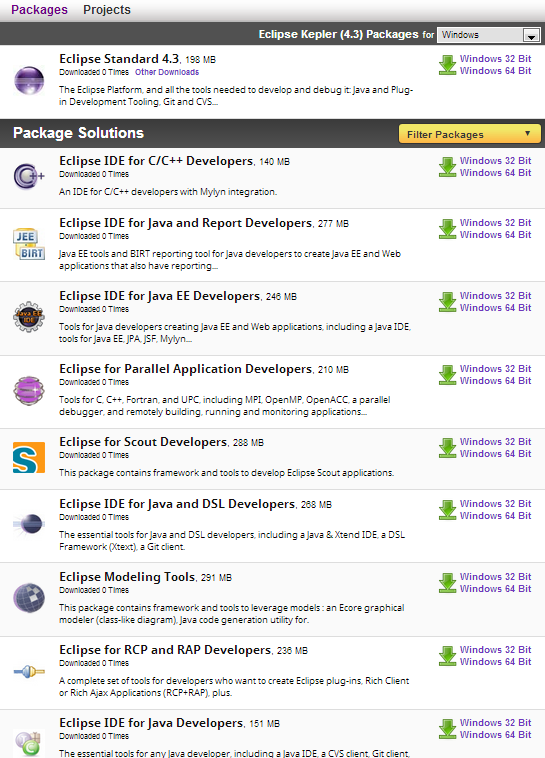 Packages Projects
Eclipse Kepler (4.3) Packages for Windows
Eclipse Standard 4.3, 198 MB
Downloaded 0 Times Other Downloads
The Eclipse Platform, and all the tools needed to develop and debug it: Java and Plug-
in Development Tooling, Git and CVS...
Windows 32 Bit
Windows 64 Bit
Package Solutions
Filter Packages
Eclipse IDE for C/C++ Developers, 140 MB
Downloaded 0 Times
An IDE for C/C++ developers with Mylyn integration.
Windows 32 Bit
Windows 64 Bit
C++
JEE
BIRT
Eclipse IDE for Java and Report Developers, 277 MB
Downloaded 0 Times
Java EE tools and BIRT reporting tool for Java developers to create Java EE and Web
applications that also have reporting...
Windows 32 Bit
Windows 64 Bit
Java EE
IDE
Eclipse IDE for Java EE Developers, 246 MB
Downloaded 0 Times
Tools for Java developers creating Java EE and Web applications, including a Java IDE,
tools for Java EE, JPA, JSF, Mylyn...
Windows 32 Bit
Windows 64 Bit
Eclipse for Parallel Application Developers, 210 MB
Downloaded 0 Times
Tools for C, C++, Fortran, and UPC, including MPI, OpenMP, OpenACC, a parallel
debugger, and remotely building, running and monitoring applications...
Windows 32 Bit
Windows 64 Bit
S
Eclipse for Scout Developers, 288 MB
Downloaded 0 Times
This package contains framework and tools to develop Eclipse Scout applications.
Windows 32 Bit
Windows 64 Bit
Eclipse IDE for Java and DSL Developers, 268 MB
Downloaded 0 Times
The essential tools for Java and DSL developers, including a Java & Xtend IDE, a DSL
Framework (Xtext), a Git client.
Windows 32 Bit
Windows 64 Bit
Eclipse Modeling Tools, 291 MB
Downloaded 0 Times
This package contains framework and tools to leverage models : an Ecore graphical
modeler (class-like diagram), Java code generation utility for.
Windows 32 Bit
Windows 64 Bit
Eclipse for RCP and RAP Developers, 236 MB
Downloaded 0 Times
A complete set of tools for developers who want to create Eclipse plug-ins, Rich Client
or Rich Ajax Applications (RCP+RAP), plus.
Windows 32 Bit
Windows 64 Bit
Eclipse IDE for Java Developers, 151 MB
Downloaded 0 Times
The essential tools for any Java developer, including a Java IDE, a CVS client, Git client,
Windows 32 Bit
Windows 64 Bit